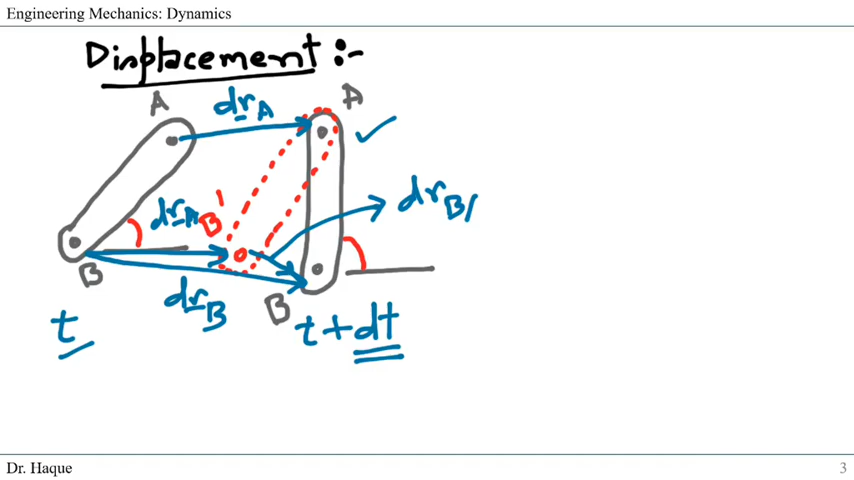 Engineering Mechanics: Dynamics
Displacement :-
A
drA
A
drA
B'
drB/
B
drB
B
t
t + dt
Dr. Haque
3